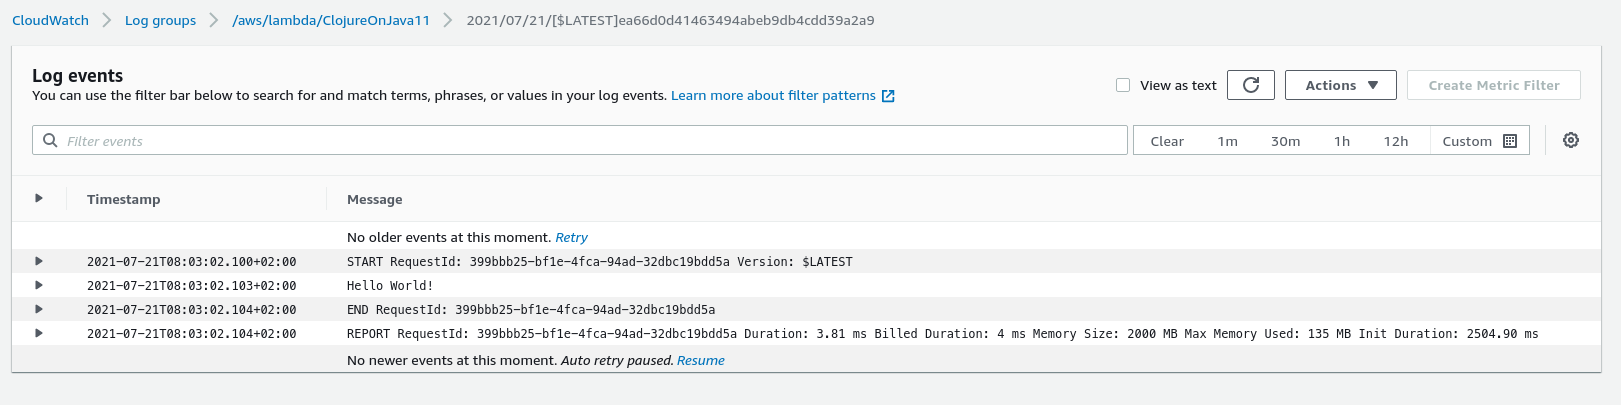 CloudWatch Log groups /aws/lambda/ClojureOnJava11 2021/07/21/[$LATEST]ea66d0d41463494abeb9db4cdd39a2a9
Log events
You can use the filter bar below to search for and match terms, phrases, or values in your log events. Learn more about filter patterns
View as text Actions Create Metric Filter
Filter events Clear 1m 30m 1h 12h Custom
Timestamp Message
No older events at this moment. Retry
2021-07-21T08:03:02.100+02:00 START RequestId: 399bbb25-bf1e-4fca-94ad-32dbc19bdd5a Version: $LATEST
2021-07-21T08:03:02.103+02:00 Hello World!
2021-07-21T08:03:02.104+02:00 END RequestId: 399bbb25-bf1e-4fca-94ad-32dbc19bdd5a
2021-07-21T08:03:02.104+02:00 REPORT RequestId: 399bbb25-bf1e-4fca-94ad-32dbc19bdd5a Duration: 3.81 ms Billed Duration: 4 ms Memory Size: 2000 MB Max Memory Used: 135 MB Init Duration: 2504.90 ms
No newer events at this moment. Auto retry paused. Resume